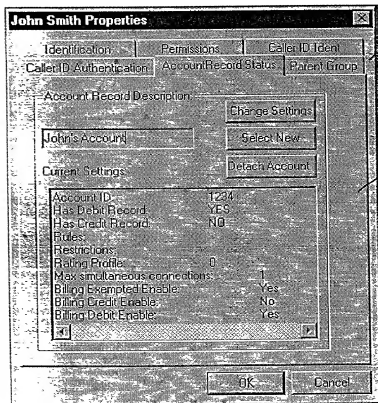 John Smith Properties
Identification Permissions Caller ID Ident
Caller ID Authentication AccountRecord Status Parent Group
Account Record Description
Change Settings
John's Account Select New
Detach Account
Current Settings
Account ID: 1234
Has Debit Record: YES
Has Credit Record: NO
Rules:
Restrictions:
Rating Profile: 0
Max simultaneous connections: 1
Billing Exempted Enable: Yes
Billing Credit Enable: No
Billing Debit Enable: Yes
OK Cancel